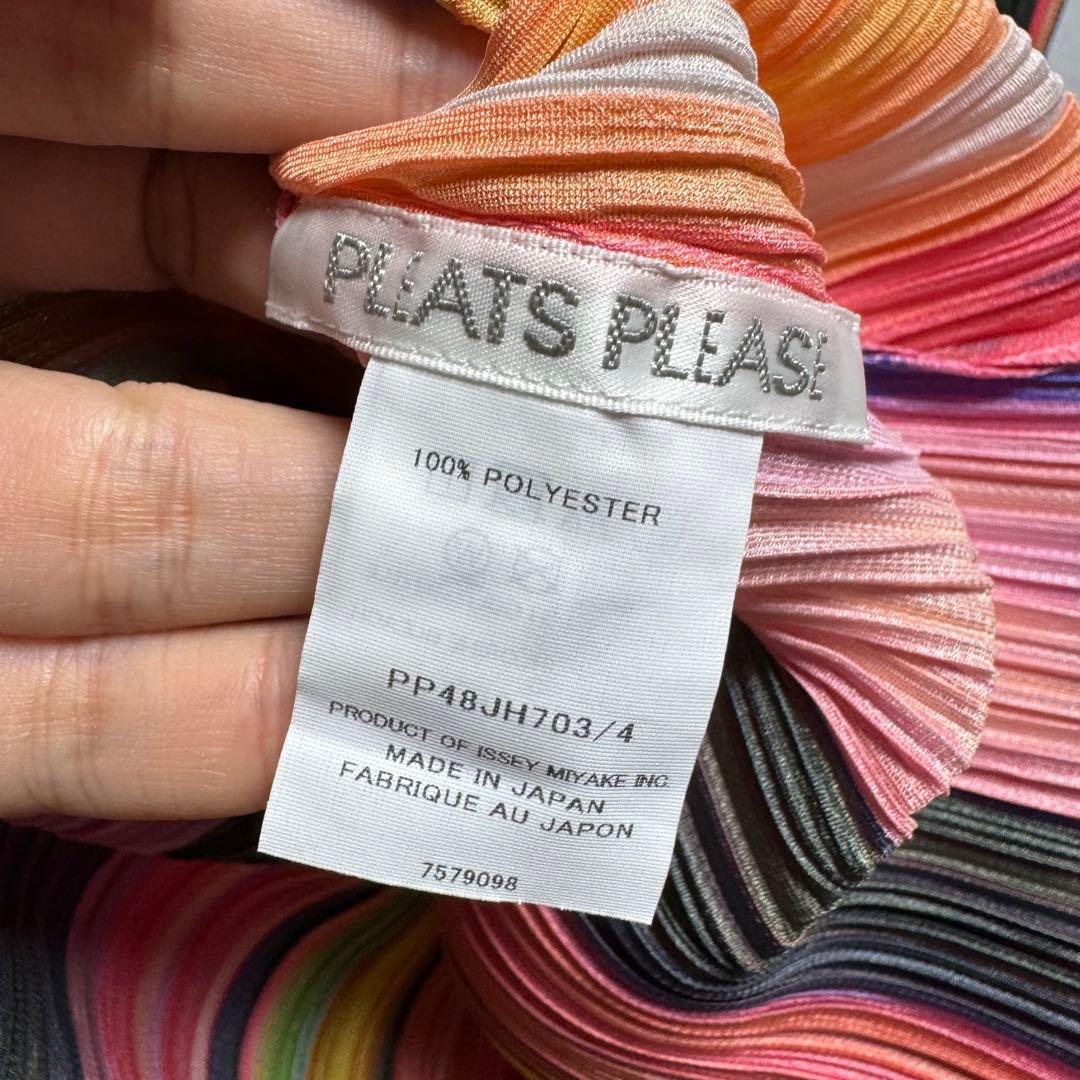 PLEATS PLEASE
100% POLYESTER
PP48JH703/4
PRODUCT OF ISSEY MIYAKE INC.
MADE IN JAPAN
FABRIQUE AU JAPON
7579098